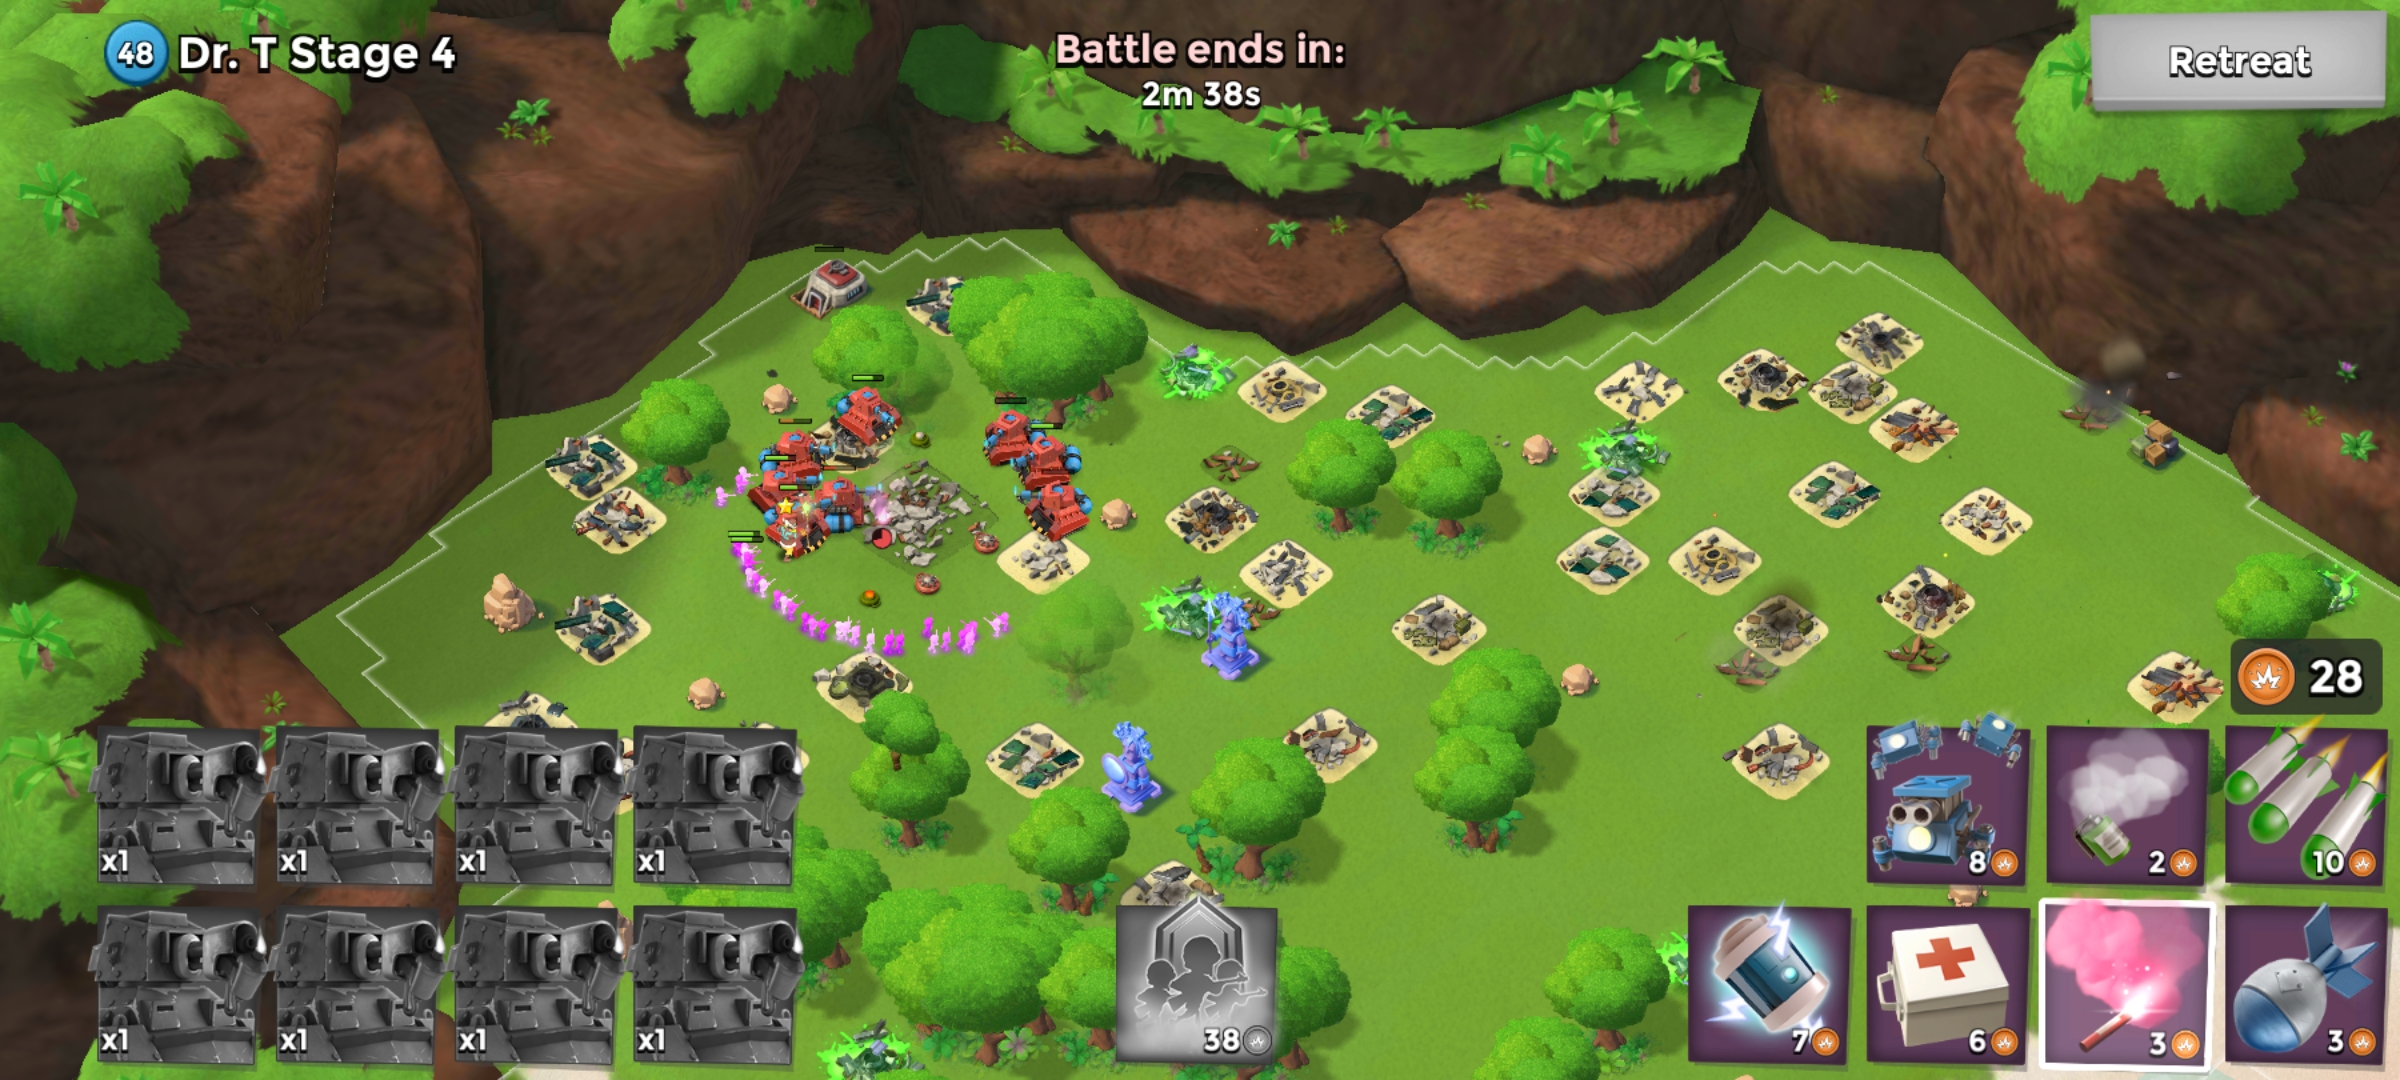 48 Dr. T Stage 4
Battle ends in:
2m 38s
Retreat
28
x1 x1 x1 x1
8 2 10
x1 x1 x1 x1
38
7 6 3 3